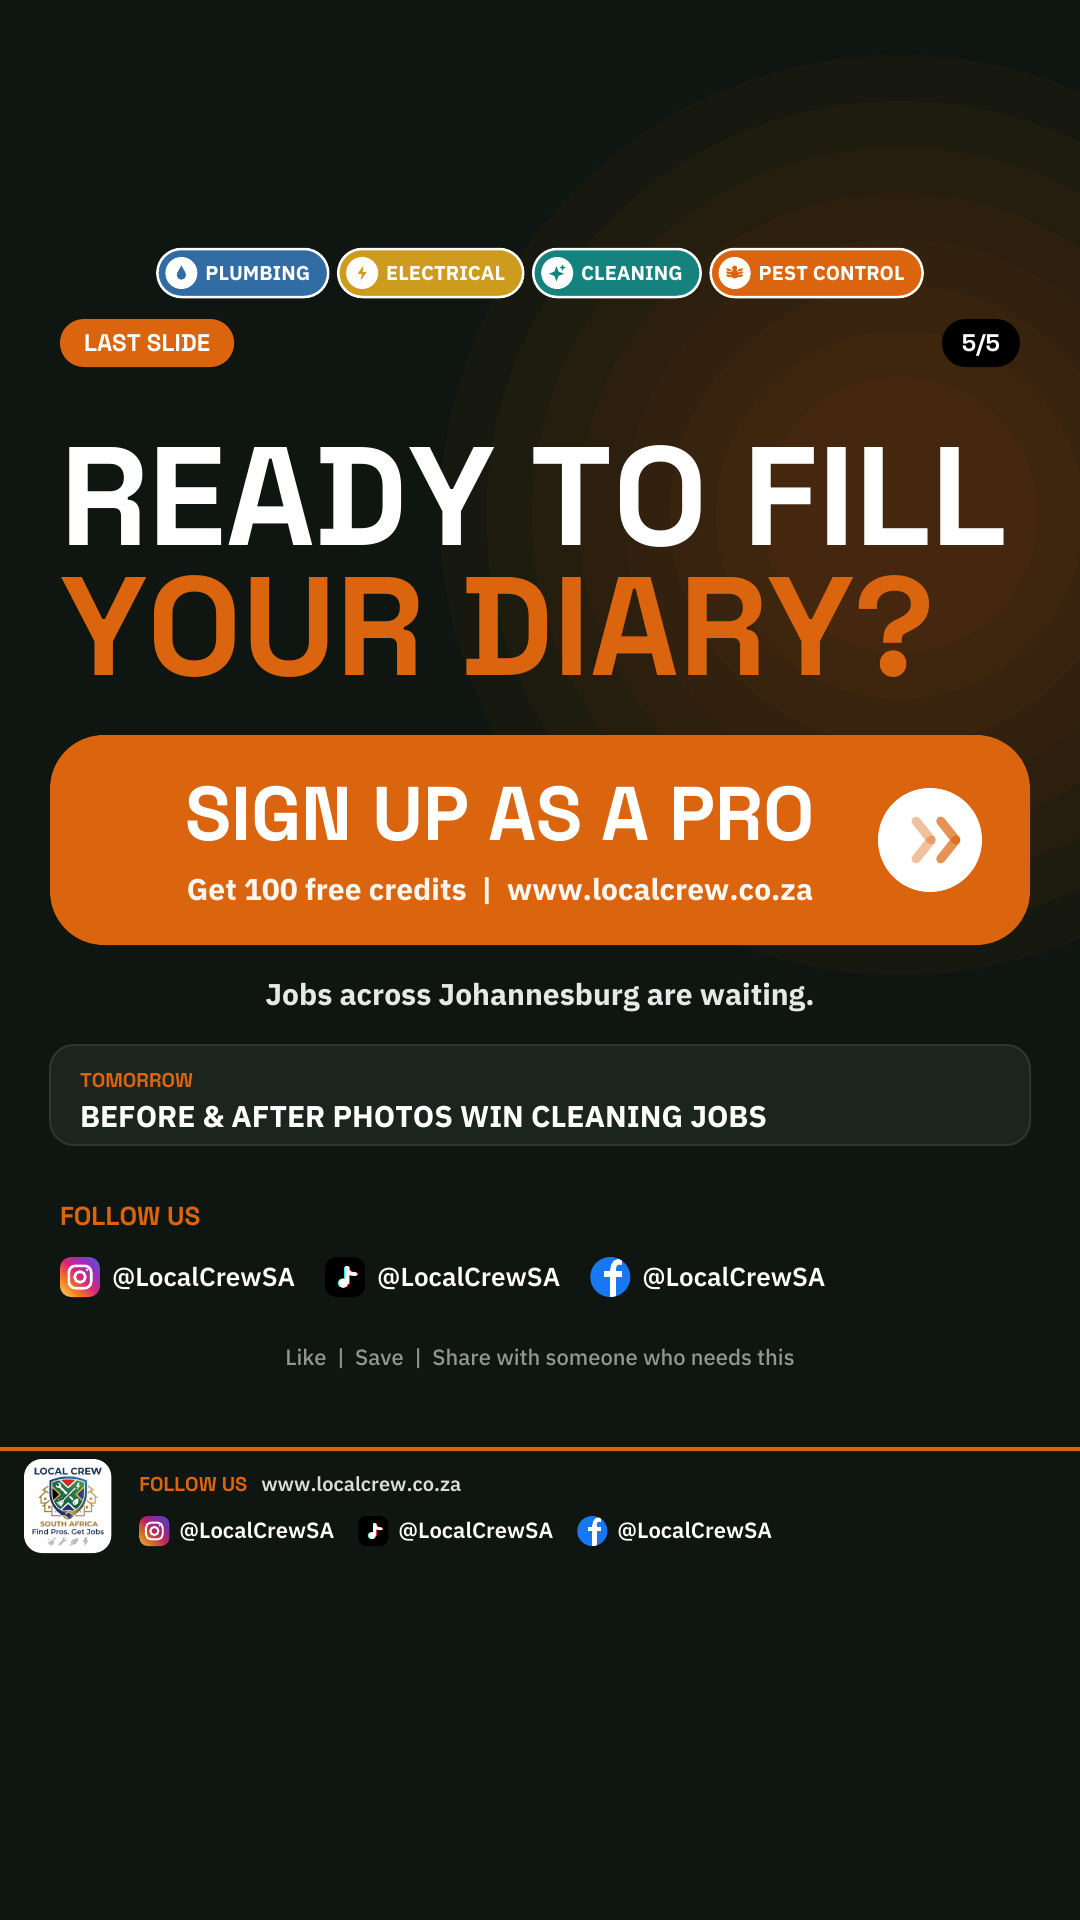 PLUMBING ELECTRICAL CLEANING PEST CONTROL
LAST SLIDE 5/5
READY TO FILL
YOUR DIARY?
SIGN UP AS A PRO
Get 100 free credits | www.localcrew.co.za
Jobs across Johannesburg are waiting.
TOMORROW
BEFORE & AFTER PHOTOS WIN CLEANING JOBS
FOLLOW US
@LocalCrewSA @LocalCrewSA @LocalCrewSA
Like | Save | Share with someone who needs this
LOCAL CREW
SOUTH AFRICA
Find Pros. Get Jobs
FOLLOW US www.localcrew.co.za
@LocalCrewSA @LocalCrewSA @LocalCrewSA